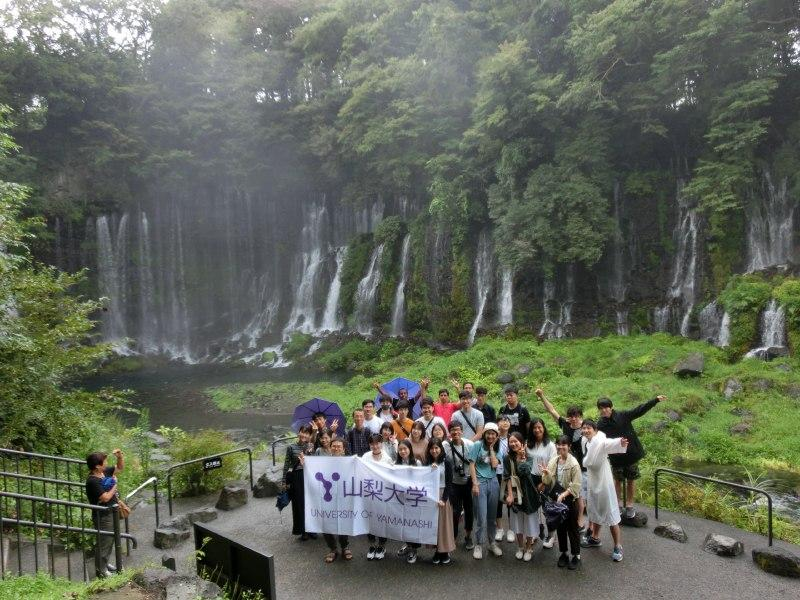 山梨大学
UNIVERSITY OF YAMANASHI